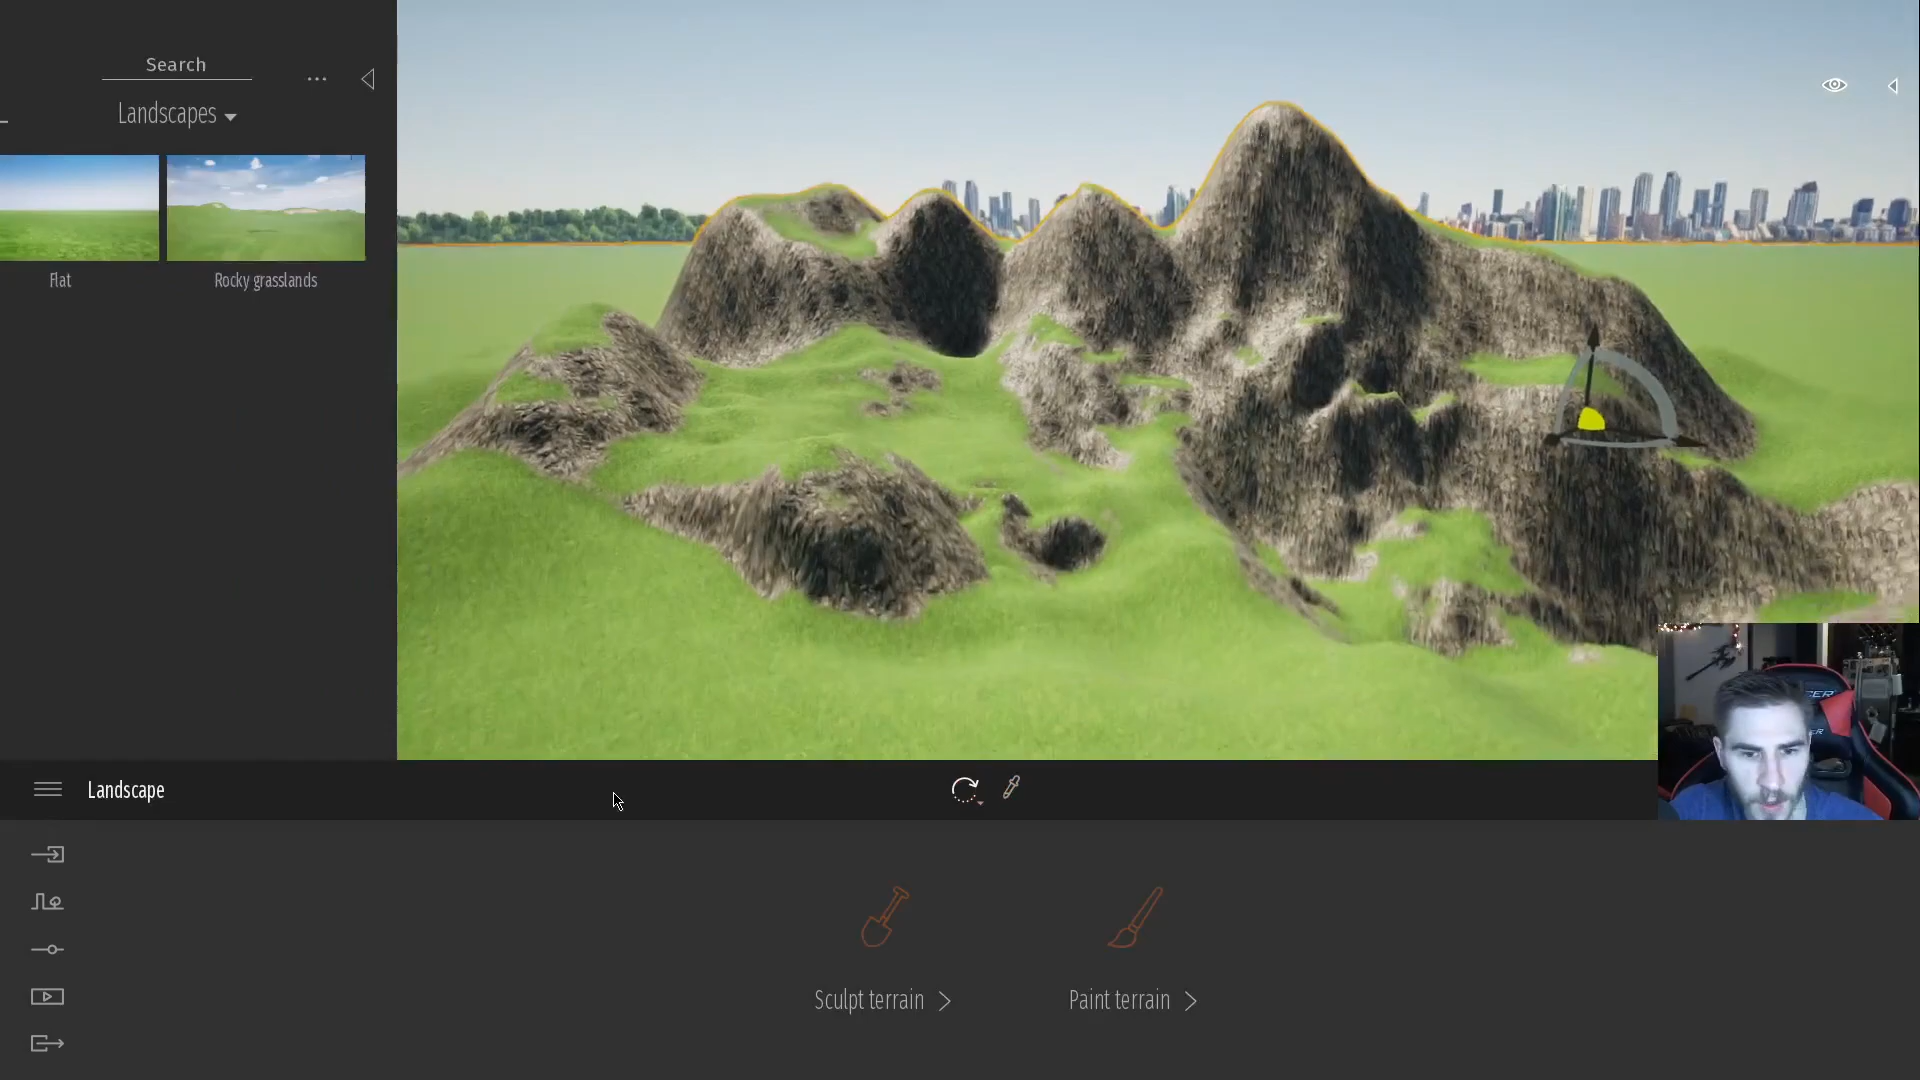 Search
Landscapes
Flat
Rocky grasslands
Landscape
Sculpt terrain
Paint terrain